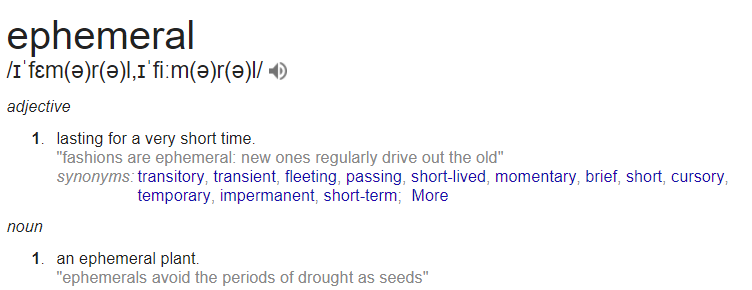 ephemeral
/ɪˈfɛm(ə)r(ə)l,ɪˈfiːm(ə)r(ə)l/
adjective
1. lasting for a very short time.
"fashions are ephemeral: new ones regularly drive out the old"
synonyms: transitory, transient, fleeting, passing, short-lived, momentary, brief, short, cursory,
temporary, impermanent, short-term; More
noun
1. an ephemeral plant.
"ephemerals avoid the periods of drought as seeds"